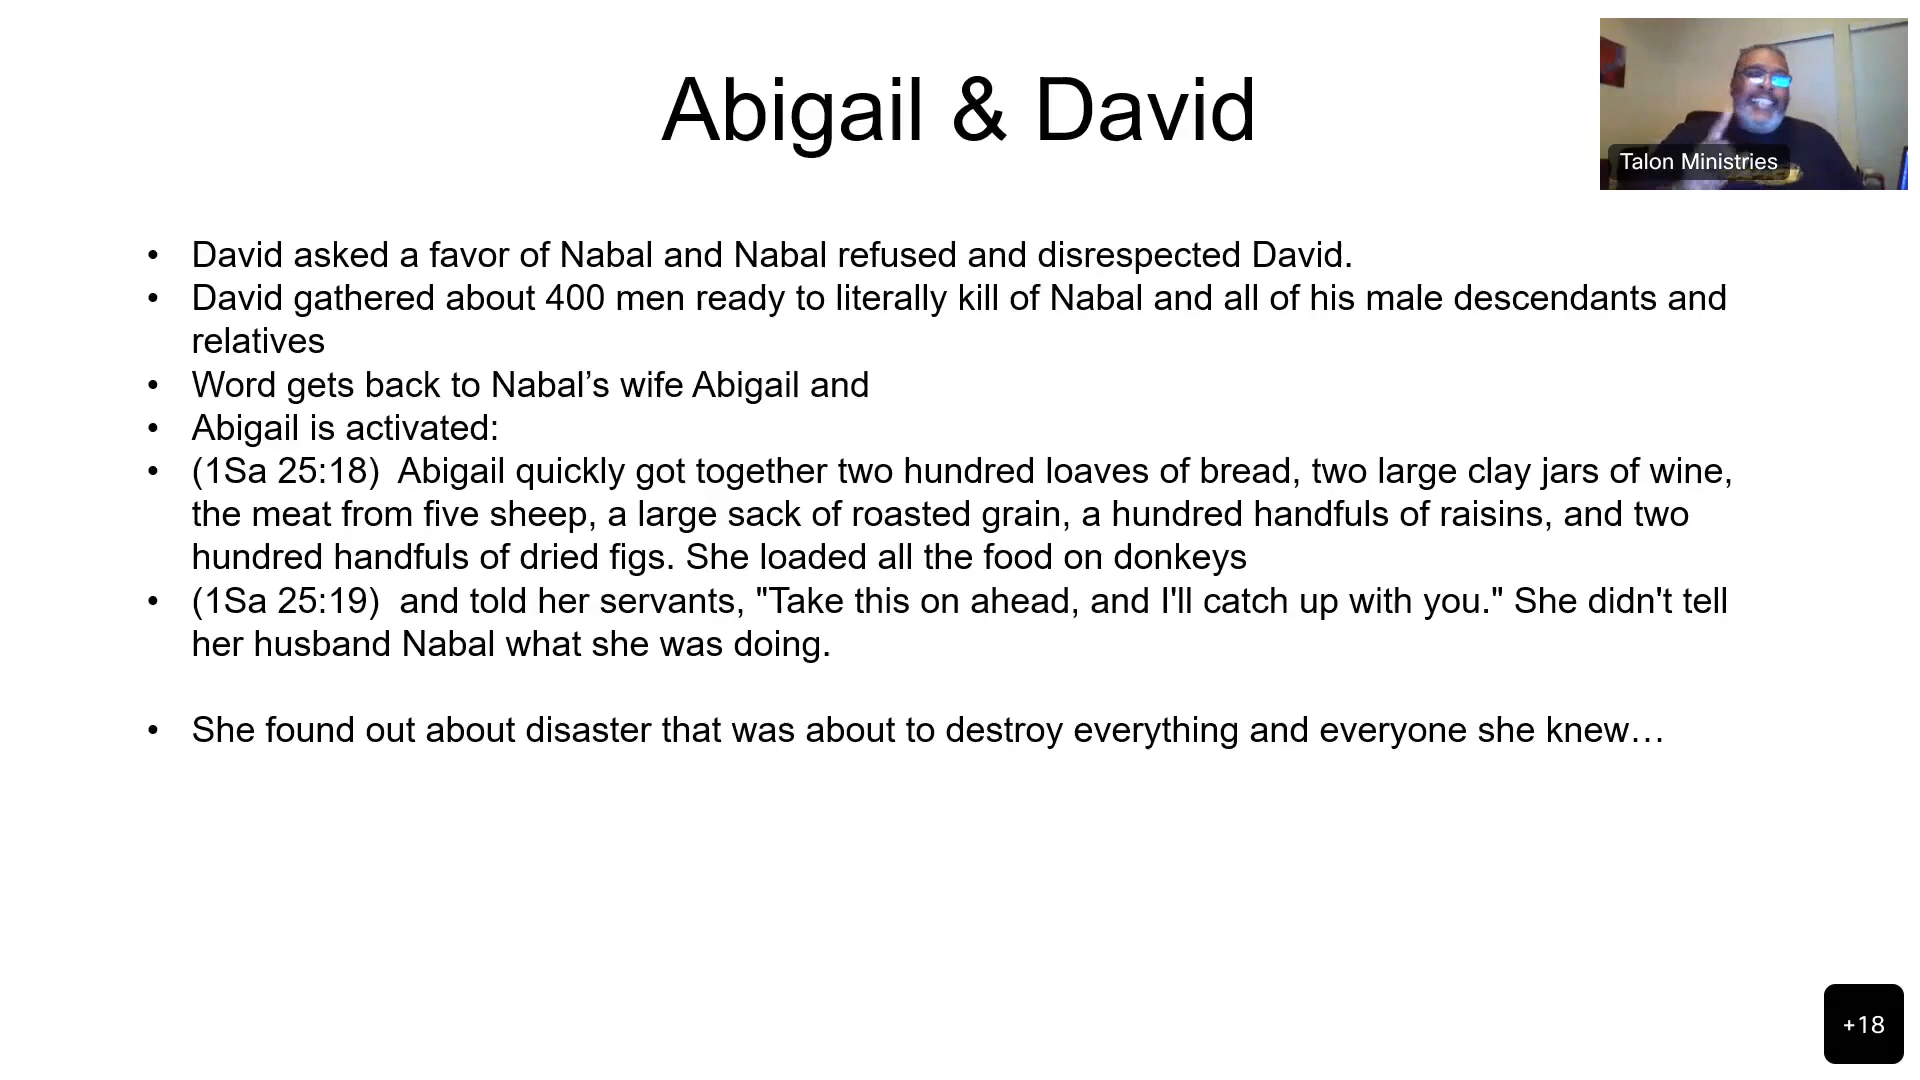 Abigail & David
Talon Ministries
• David asked a favor of Nabal and Nabal refused and disrespected David.
• David gathered about 400 men ready to literally kill of Nabal and all of his male descendants and
relatives
• Word gets back to Nabal’s wife Abigail and
• Abigail is activated:
• (1Sa 25:18)  Abigail quickly got together two hundred loaves of bread, two large clay jars of wine,
the meat from five sheep, a large sack of roasted grain, a hundred handfuls of raisins, and two
hundred handfuls of dried figs. She loaded all the food on donkeys
• (1Sa 25:19)  and told her servants, "Take this on ahead, and I'll catch up with you." She didn't tell
her husband Nabal what she was doing.
• She found out about disaster that was about to destroy everything and everyone she knew…
+18